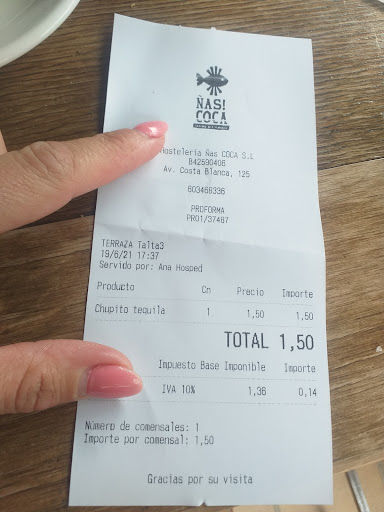 ÑAS!
COCA
Hostelería Ñas COCA S.L
B42590406
Av. Costa Blanca, 125
603468336
PROFORMA
PRO1/37487
TERRAZA Talta3
19/6/21 17:37
Servido por: Ana Hosped
Producto Cn Precio Importe
Chupito tequila 1 1,50 1,50
TOTAL 1,50
Impuesto Base Imponible Importe
IVA 10% 1,36 0,14
Número de comensales: 1
Importe por comensal: 1,50
Gracias por su visita